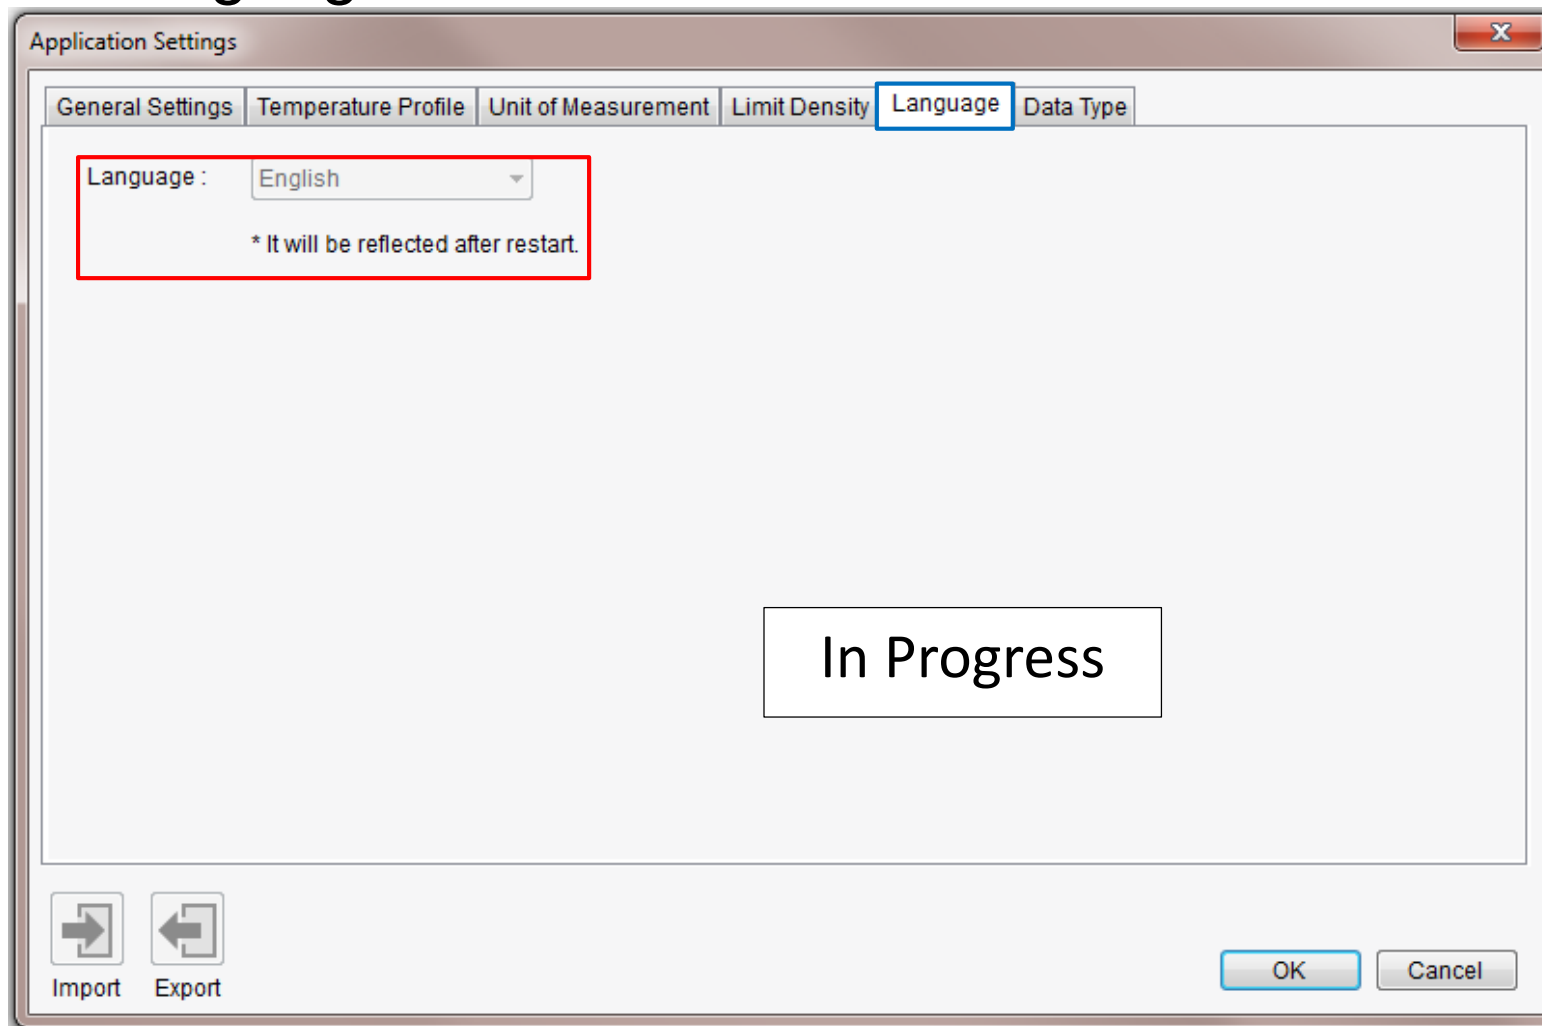 Application Settings
General Settings Temperature Profile Unit of Measurement Limit Density Language Data Type
Language : English
* It will be reflected after restart.
In Progress
Import Export
OK Cancel